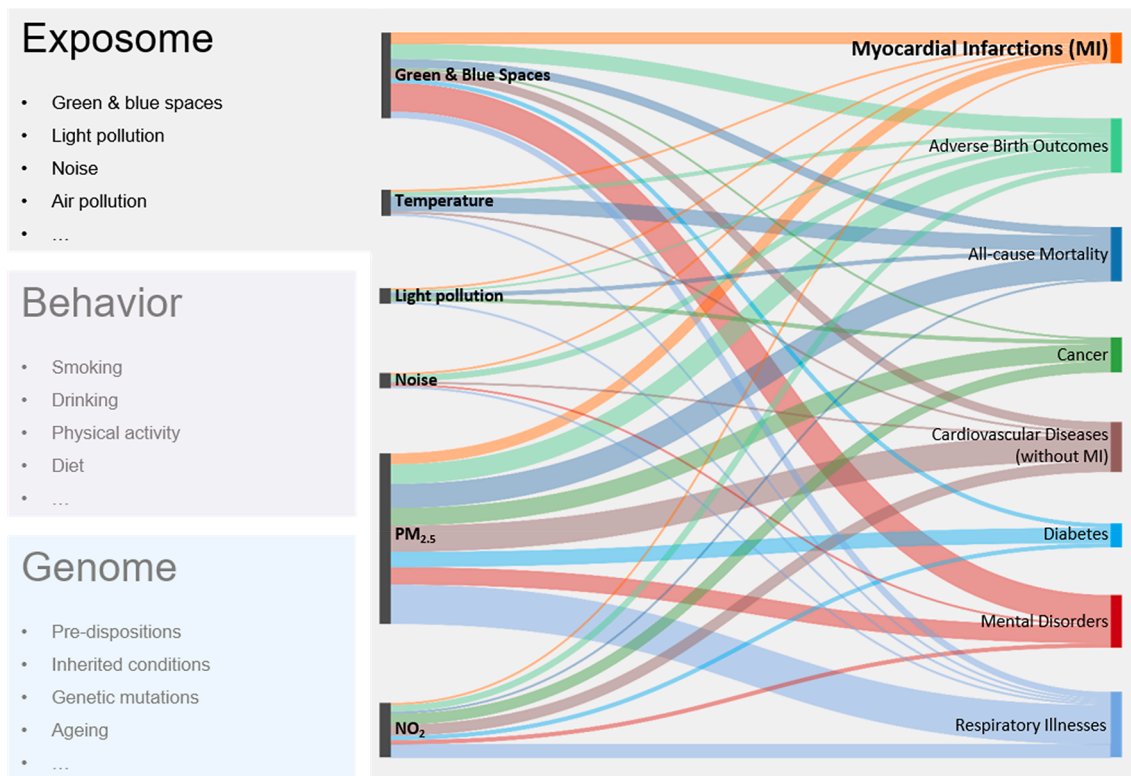 Exposome
• Green & blue spaces
• Light pollution
• Noise
• Air pollution
• ...
Behavior
• Smoking
• Drinking
• Physical activity
• Diet
• ...
Genome
• Pre-dispositions
• Inherited conditions
• Genetic mutations
• Ageing
• ...
Green & Blue Spaces
Temperature
Light pollution
Noise
PM₂.₅
NO₂
Myocardial Infarctions (MI)
Adverse Birth Outcomes
All-cause Mortality
Cancer
Cardiovascular Diseases
(without MI)
Diabetes
Mental Disorders
Respiratory Illnesses